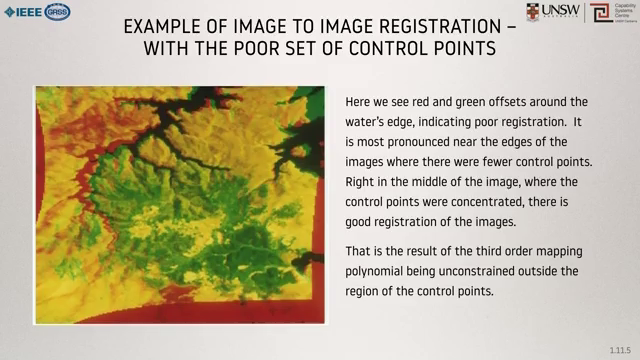 IEEE GRSS
UNSW
AUSTRALIA
Capability
Systems
Centre
UNSW Canberra
EXAMPLE OF IMAGE TO IMAGE REGISTRATION –
WITH THE POOR SET OF CONTROL POINTS
Here we see red and green offsets around the
water's edge, indicating poor registration.  It
is most pronounced near the edges of the
images where there were fewer control points.
Right in the middle of the image, where the
control points were concentrated, there is
good registration of the images.
That is the result of the third order mapping
polynomial being unconstrained outside the
region of the control points.
1.11.5